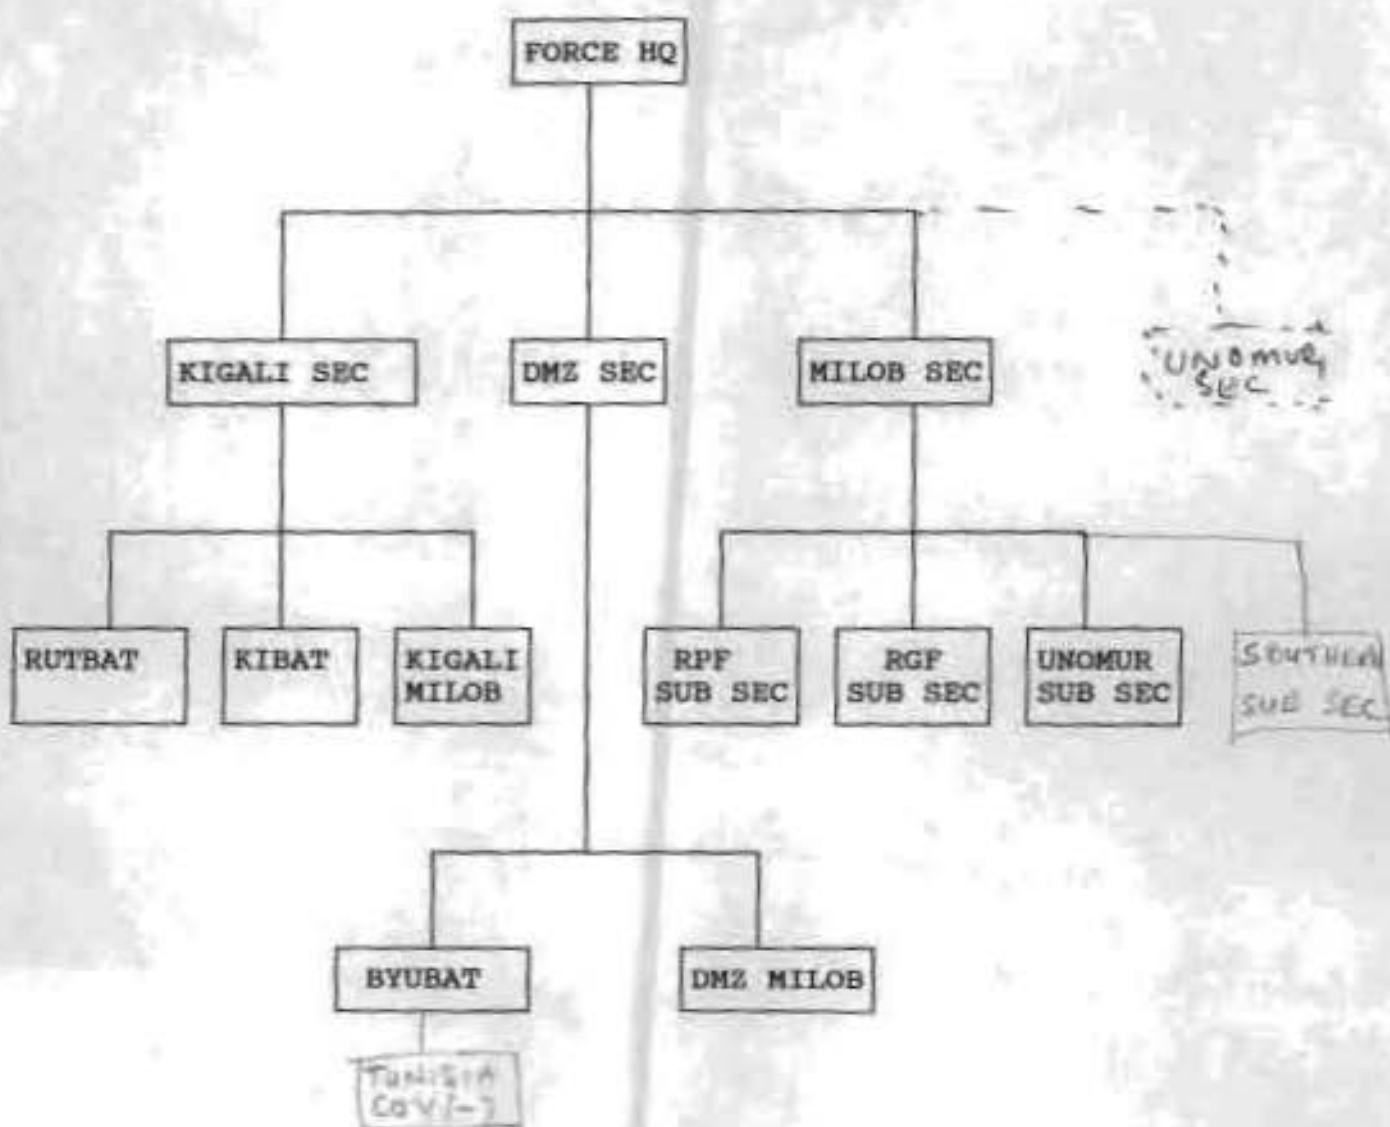 FORCE HQ
KIGALI SEC
DMZ SEC
MILOB SEC
UNOMUR
SEC
RUTBAT
KIBAT
KIGALI
MILOB
RPF
SUB SEC
RGF
SUB SEC
UNOMUR
SUB SEC
SOUTHERN
SUB SEC
BYUBAT
DMZ MILOB
TUNISIA